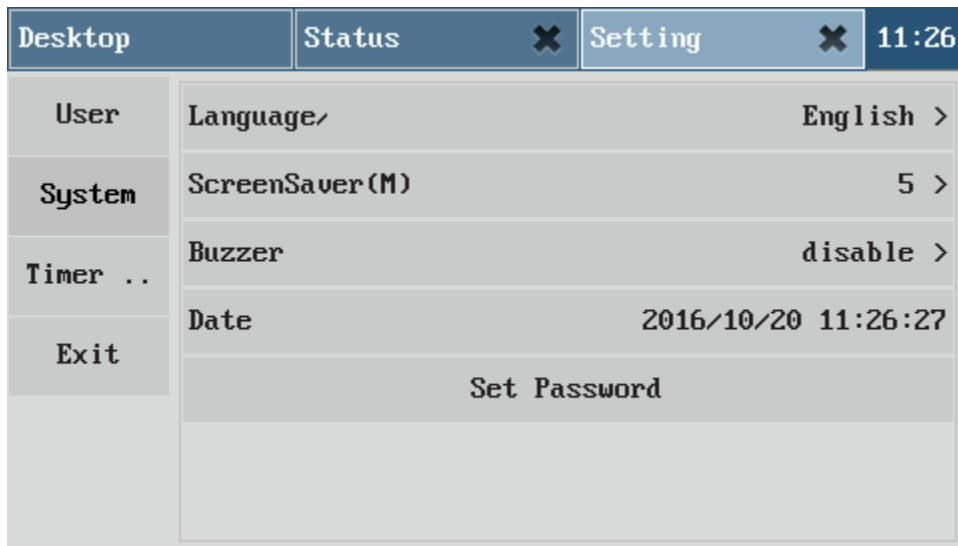 Desktop Status Setting 11:26
User
System
Timer ..
Exit
Language/ English >
ScreenSaver(M) 5 >
Buzzer disable >
Date 2016/10/20 11:26:27
Set Password